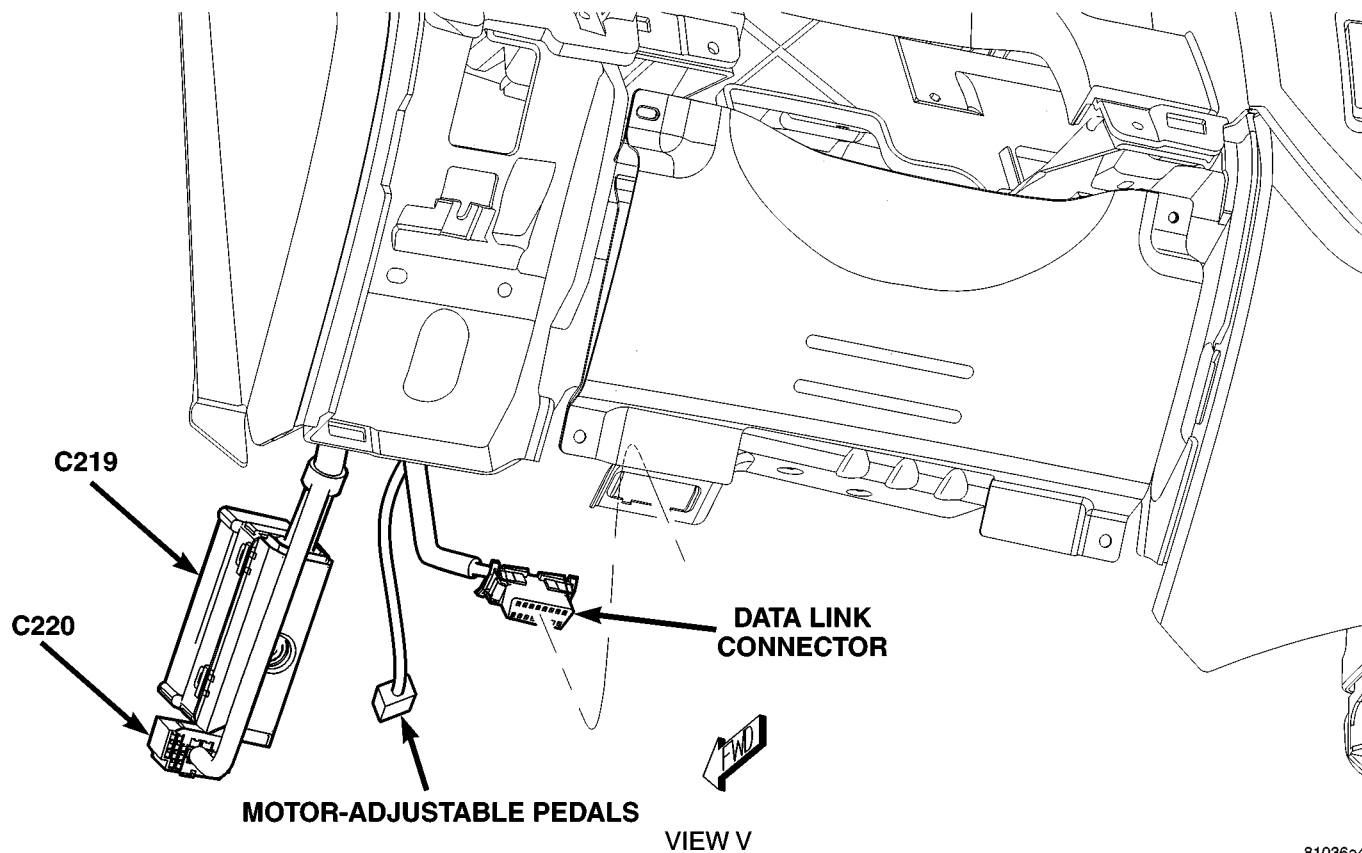 C219
C220
DATA LINK
CONNECTOR
FWD
MOTOR-ADJUSTABLE PEDALS
VIEW V